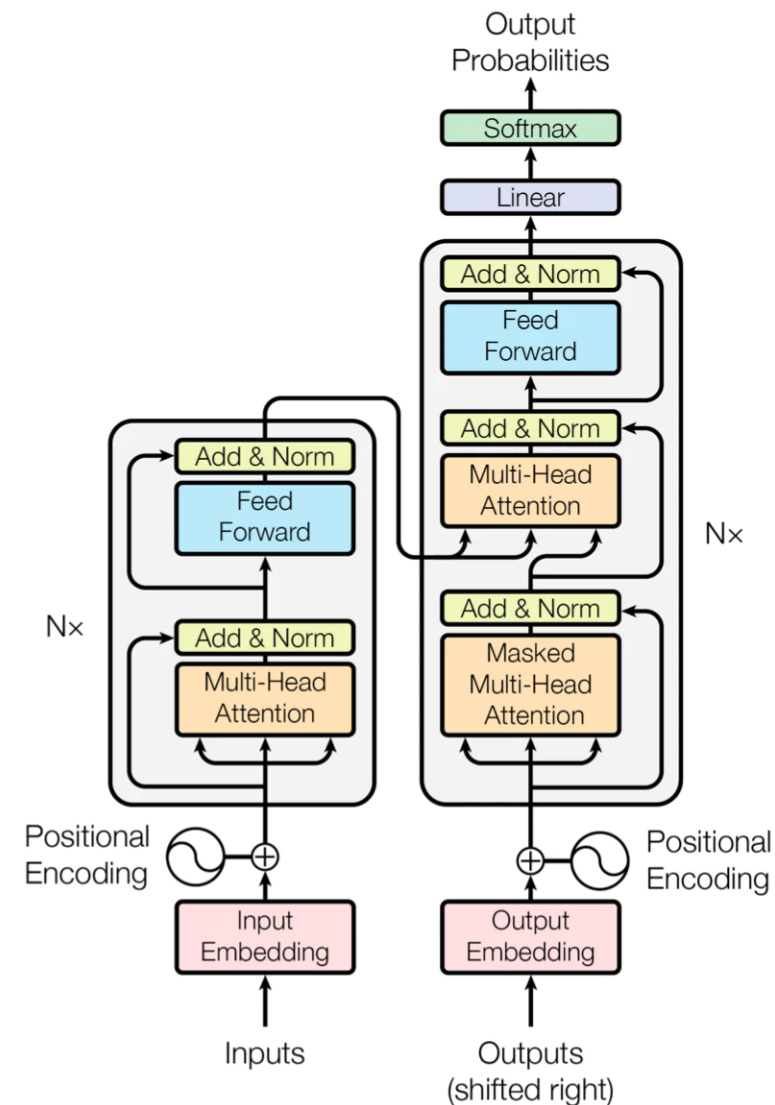 Output
Probabilities
Softmax
Linear
Add & Norm
Feed
Forward
Add & Norm
Multi-Head
Attention
Add & Norm
Masked
Multi-Head
Attention
N×
Add & Norm
Feed
Forward
Add & Norm
Multi-Head
Attention
N×
Positional
Encoding
Input
Embedding
Inputs
Positional
Encoding
Output
Embedding
Outputs
(shifted right)